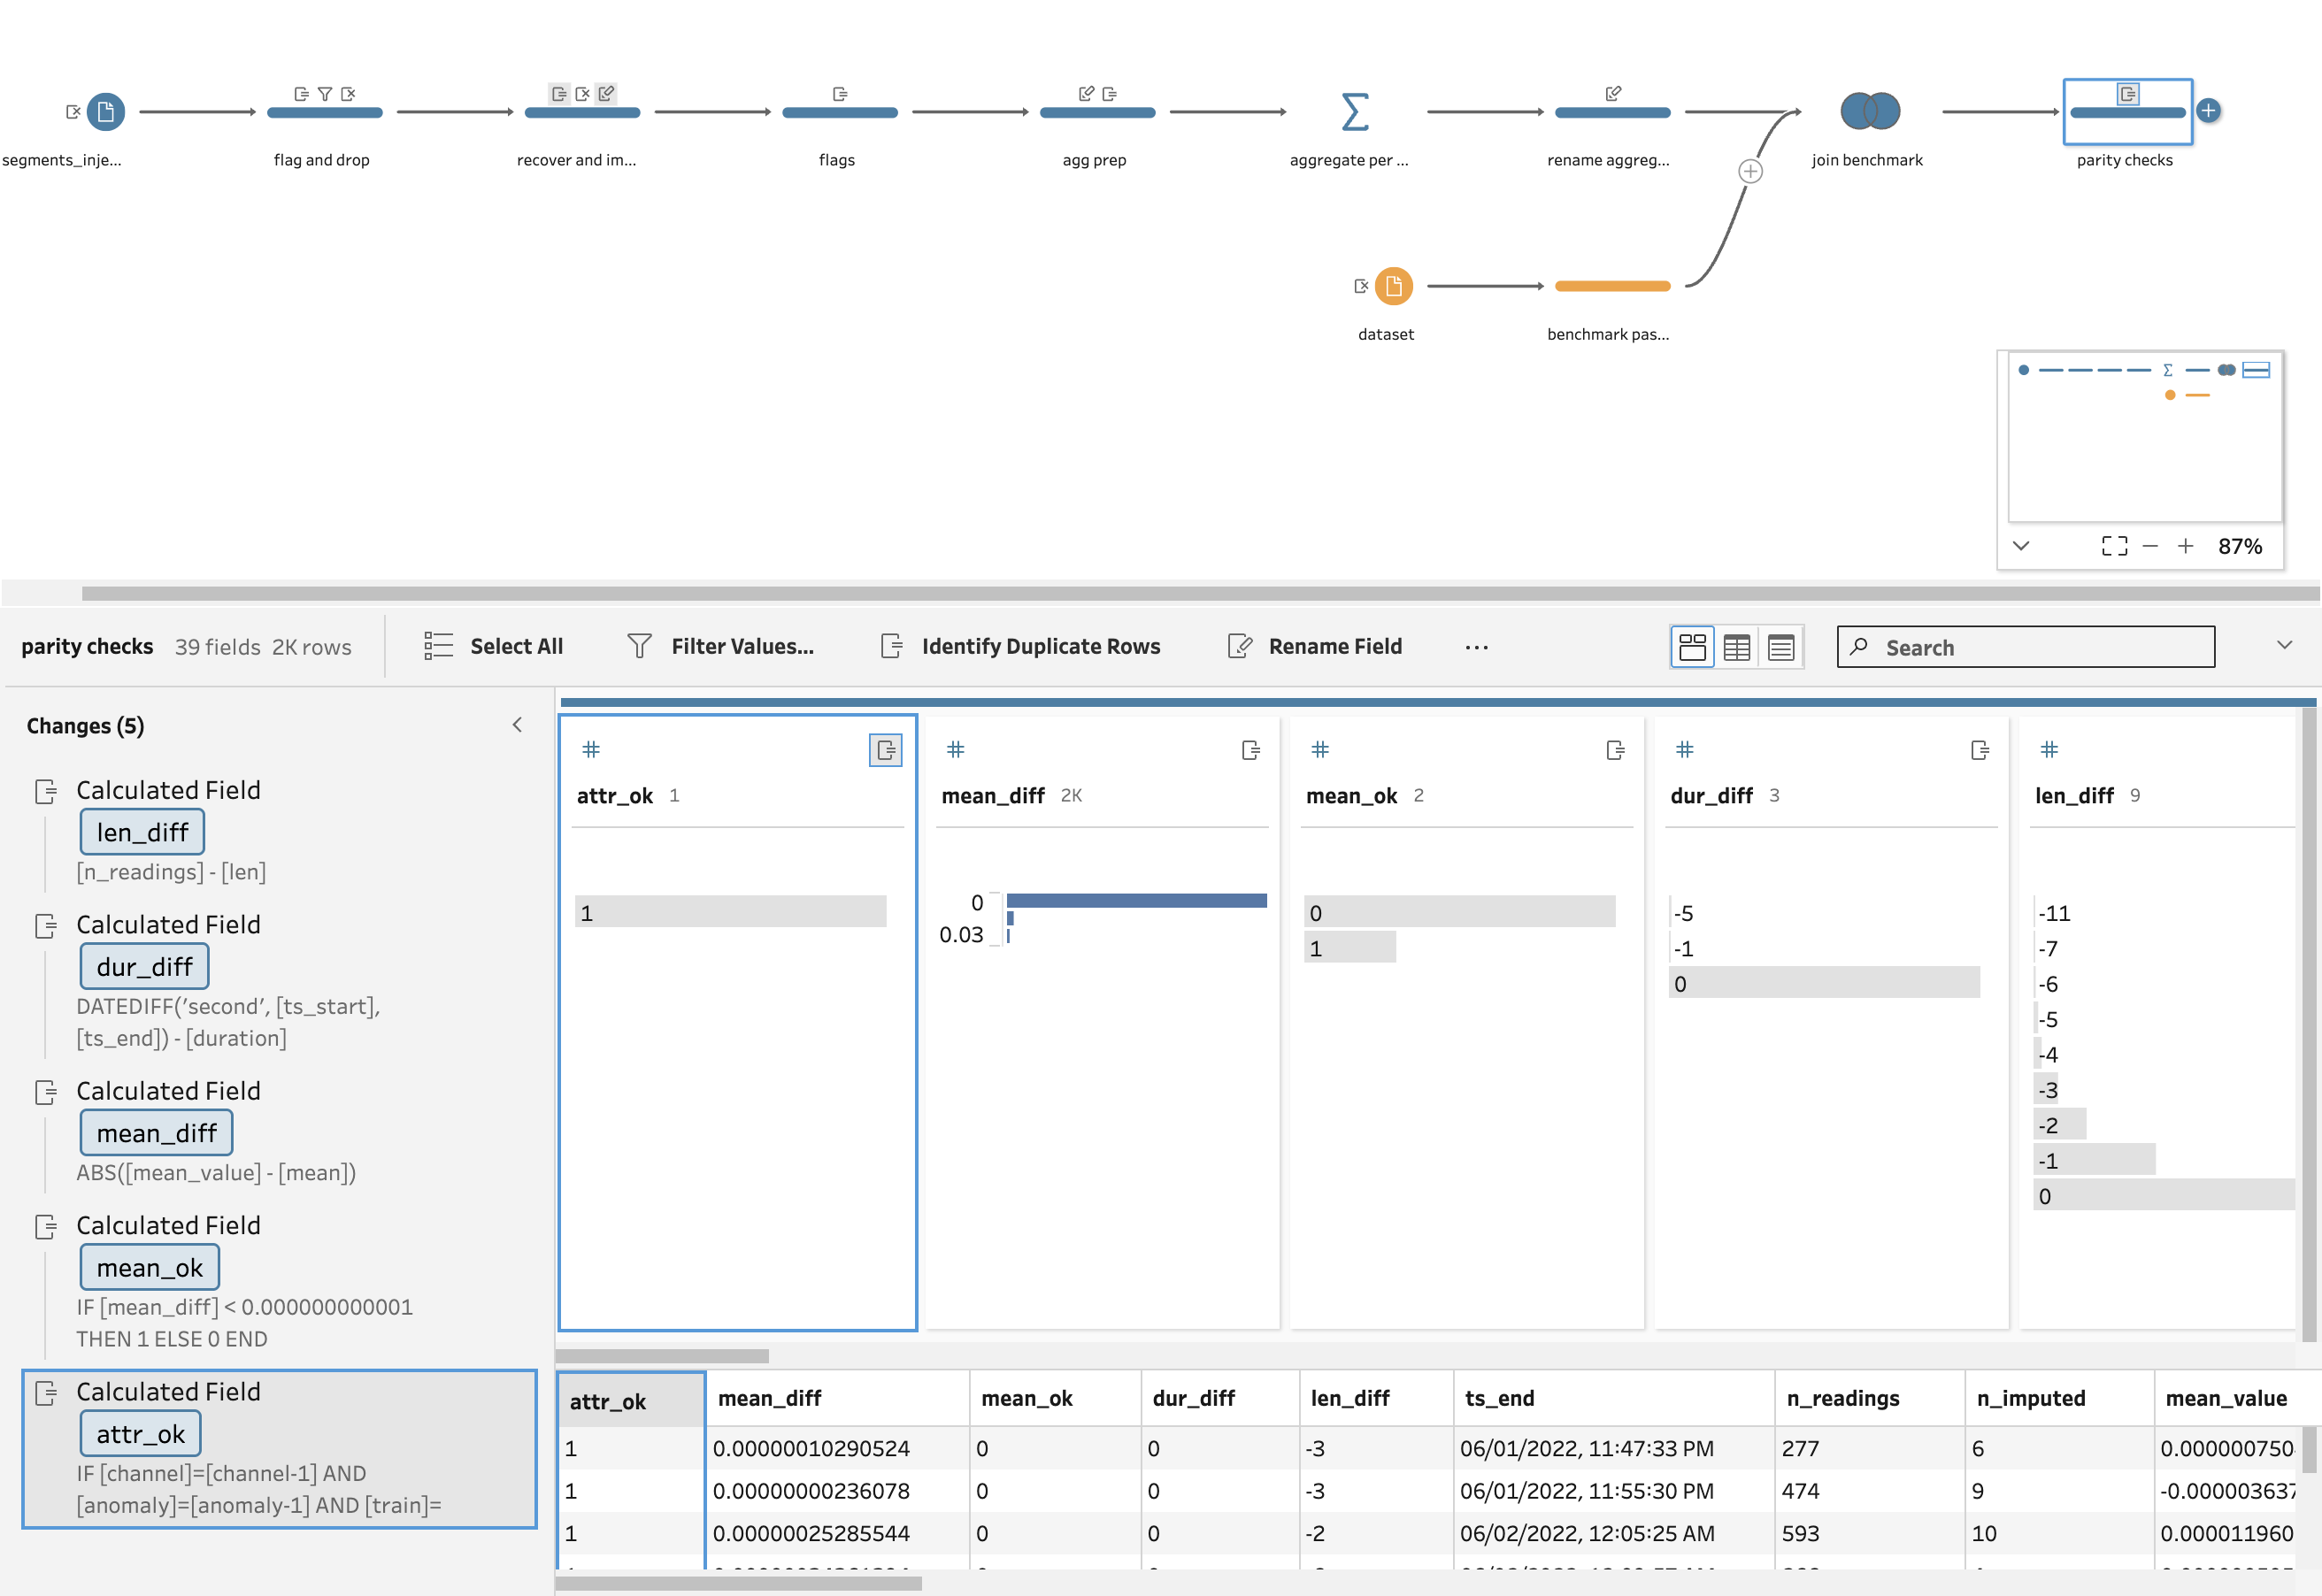 segments_inje...
flag and drop
recover and im...
flags
agg prep
aggregate per ...
rename aggreg...
join benchmark
parity checks
dataset
benchmark pas...
87%
parity checks 39 fields 2K rows
Select All
Filter Values...
Identify Duplicate Rows
Rename Field
Search
Changes (5)
Calculated Field
len_diff
[n_readings] - [len]
Calculated Field
dur_diff
DATEDIFF('second', [ts_start],
[ts_end]) - [duration]
Calculated Field
mean_diff
ABS([mean_value] - [mean])
Calculated Field
mean_ok
IF [mean_diff] < 0.000000000001
THEN 1 ELSE 0 END
Calculated Field
attr_ok
IF [channel]=[channel-1] AND
[anomaly]=[anomaly-1] AND [train]=
attr_ok 1
1
mean_diff 2K
0
0.03
mean_ok 2
0
1
dur_diff 3
-5
-1
0
len_diff 9
-11
-7
-6
-5
-4
-3
-2
-1
0
attr_ok mean_diff mean_ok dur_diff len_diff ts_end n_readings n_imputed mean_value
1 0.00000010290524 0 0 -3 06/01/2022, 11:47:33 PM 277 6 0.000000750
1 0.00000000236078 0 0 -3 06/01/2022, 11:55:30 PM 474 9 -0.000003637
1 0.00000025285544 0 0 -2 06/02/2022, 12:05:25 AM 593 10 0.000011960